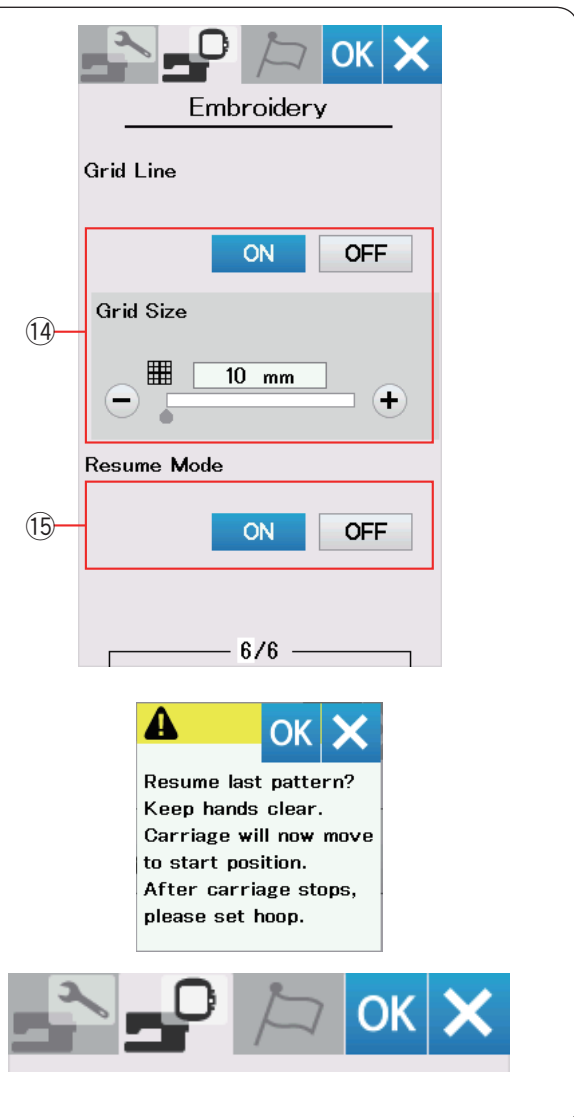 OK
Embroidery
Grid Line
ON OFF
Grid Size
⑭
10 mm
Resume Mode
⑮
ON OFF
6/6
OK
Resume last pattern?
Keep hands clear.
Carriage will now move
to start position.
After carriage stops,
please set hoop.
OK